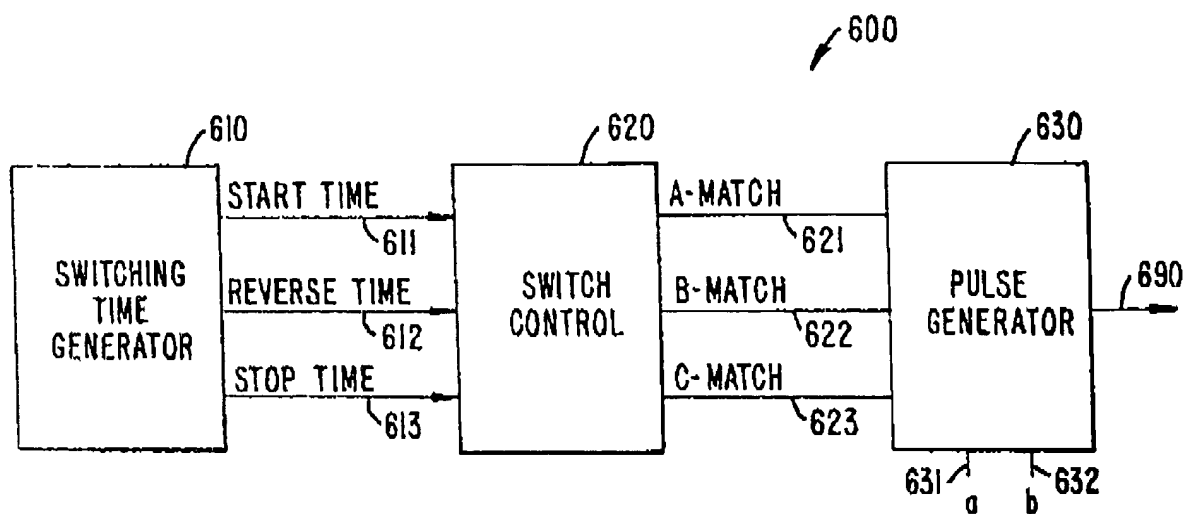 600
610
620
630
START TIME
611
REVERSE TIME
612
STOP TIME
613
SWITCHING
TIME
GENERATOR
SWITCH
CONTROL
A-MATCH
621
B-MATCH
622
C-MATCH
623
PULSE
GENERATOR
690
631
632
a
b